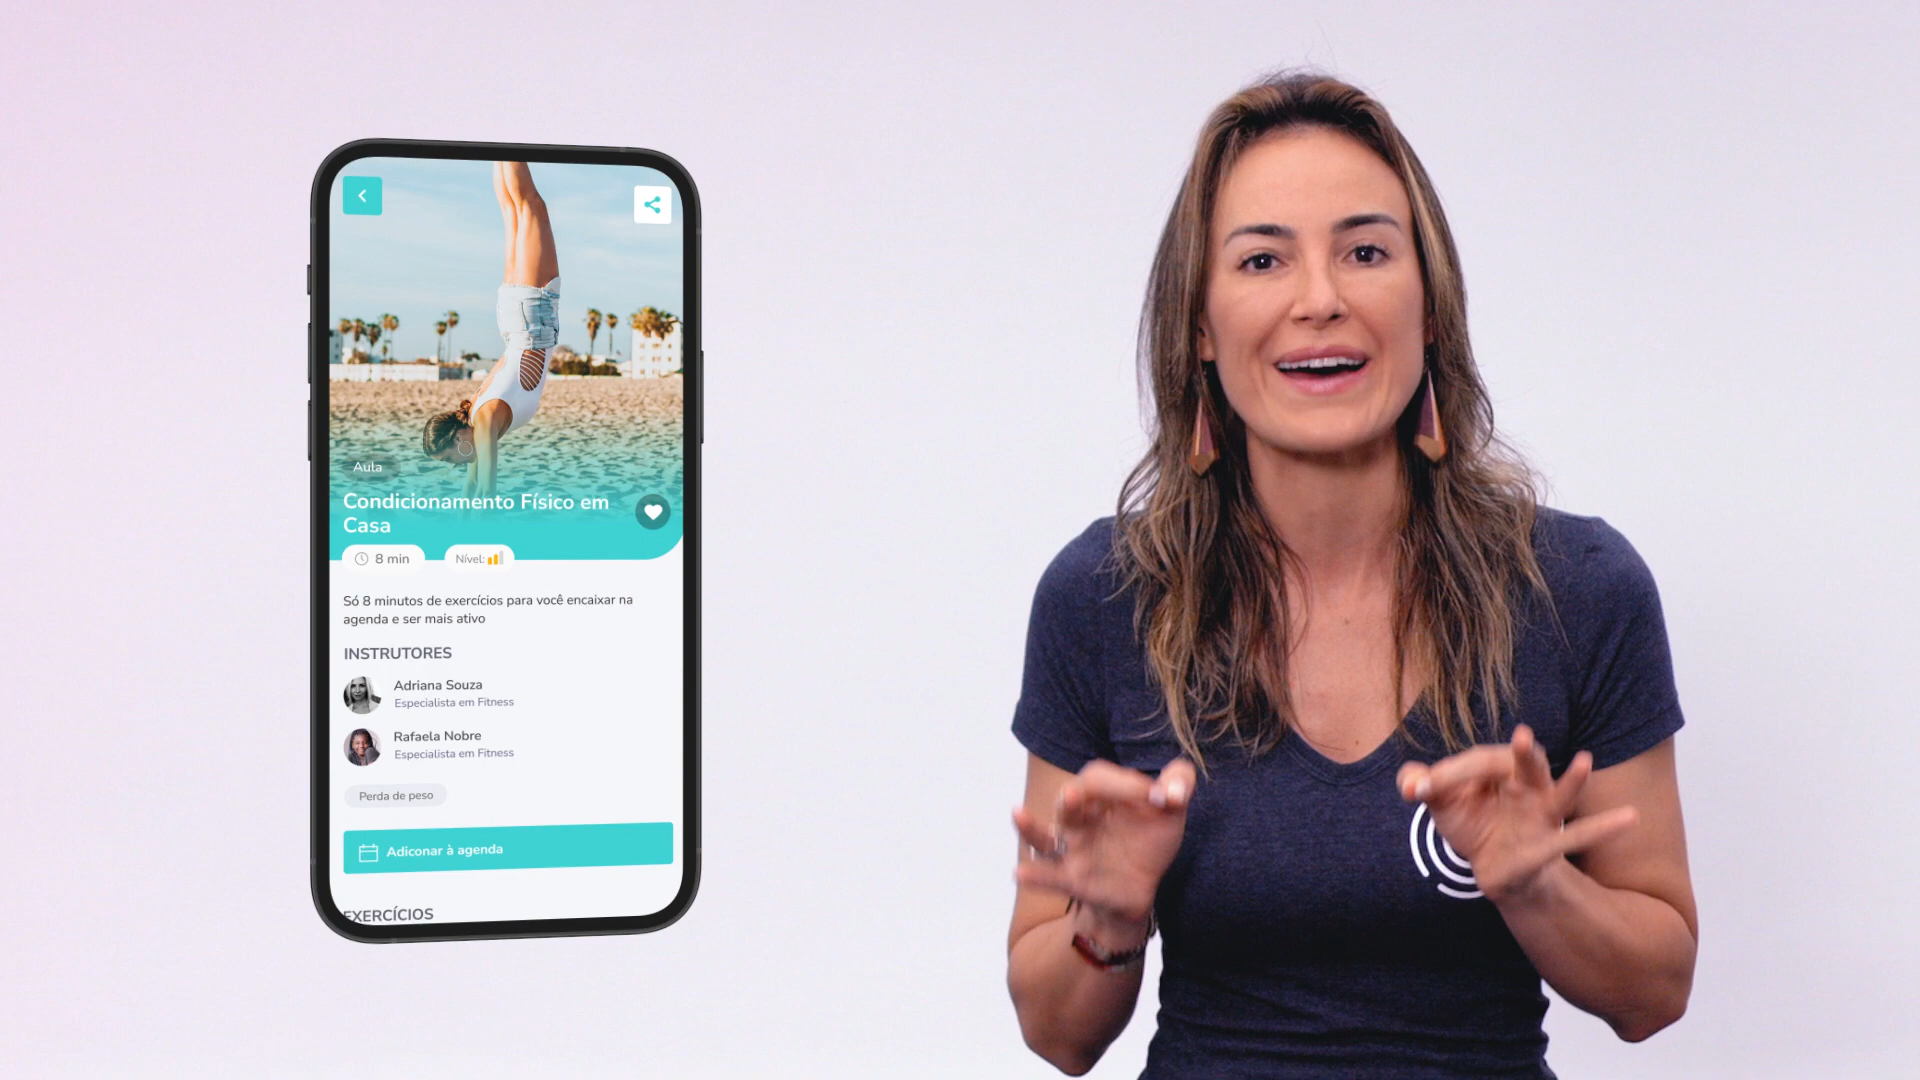 Aula
Condicionamento Físico em
Casa
8 min
Nível:
Só 8 minutos de exercícios para você encaixar na
agenda e ser mais ativo
INSTRUTORES
Adriana Souza
Especialista em Fitness
Rafaela Nobre
Especialista em Fitness
Perda de peso
Adiconar à agenda
EXERCÍCIOS